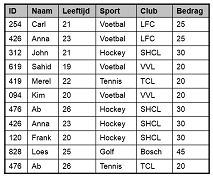 ID Naam Leeftijd Sport Club Bedrag
254 Carl 21 Voetbal LFC 25
426 Anna 23 Voetbal LFC 25
312 John 21 Hockey SHCL 30
619 Sahid 19 Voetbal VVL 20
419 Merel 22 Tennis TCL 20
094 Kim 20 Voetbal VVL 20
476 Ab 26 Hockey SHCL 30
426 Anna 23 Hockey SHCL 30
120 Frank 20 Hockey SHCL 30
828 Loes 25 Golf Bosch 45
476 Ab 26 Tennis TCL 20